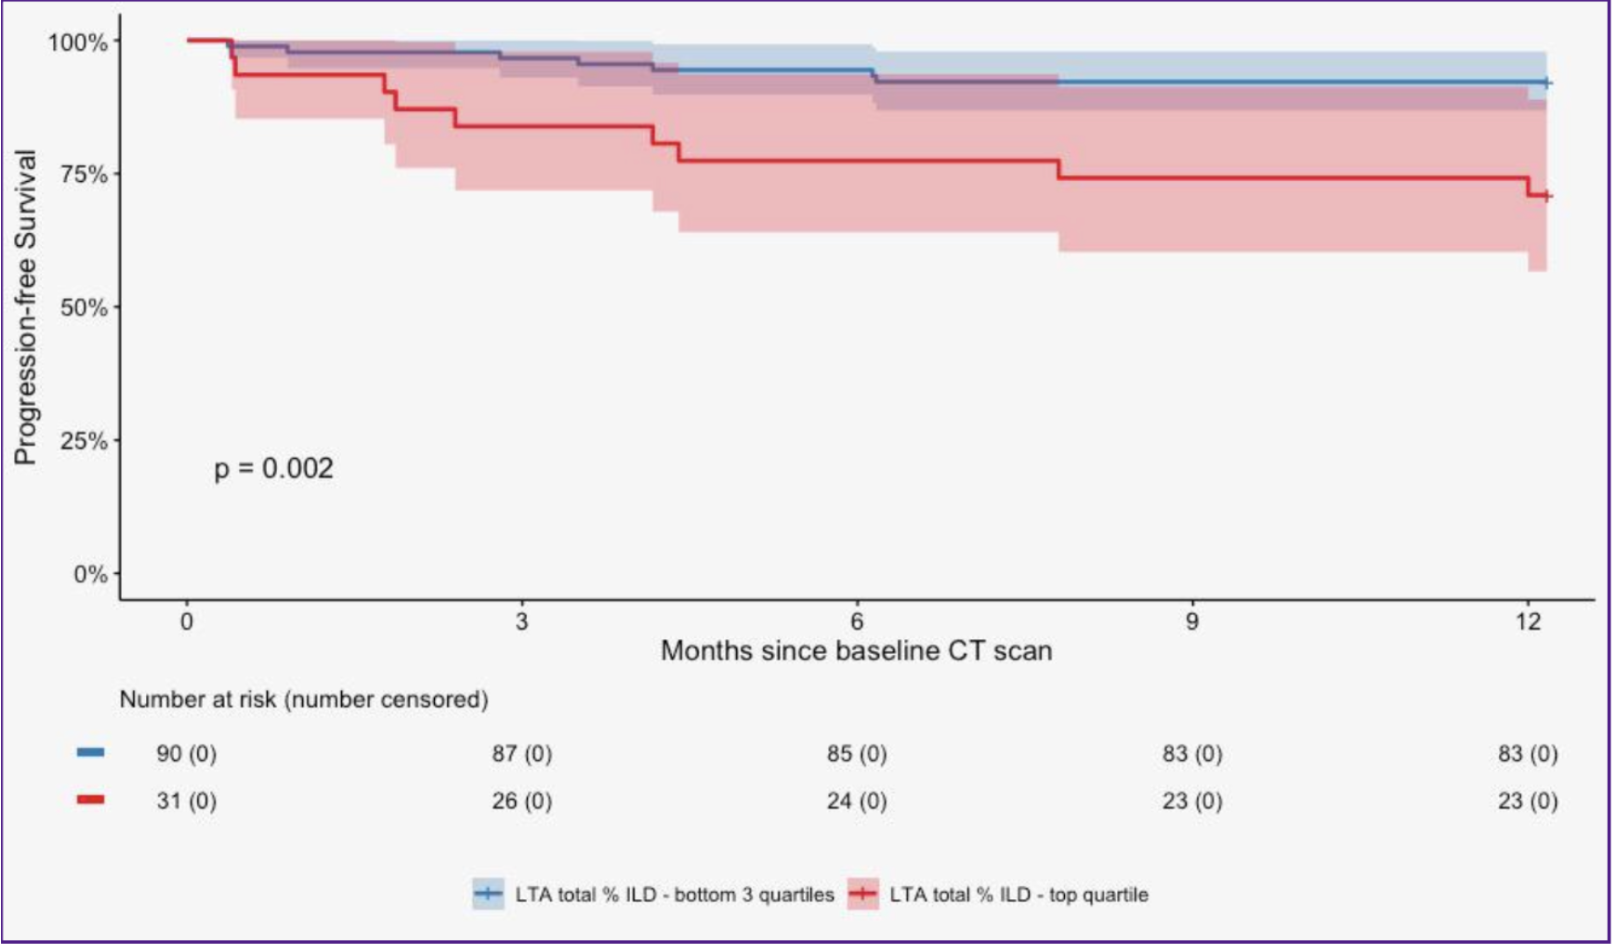 Progression-free Survival
100%
75%
50%
25%
0%
p = 0.002
0 3 6 9 12
Months since baseline CT scan
Number at risk (number censored)
90 (0) 87 (0) 85 (0) 83 (0) 83 (0)
31 (0) 26 (0) 24 (0) 23 (0) 23 (0)
LTA total % ILD - bottom 3 quartiles LTA total % ILD - top quartile